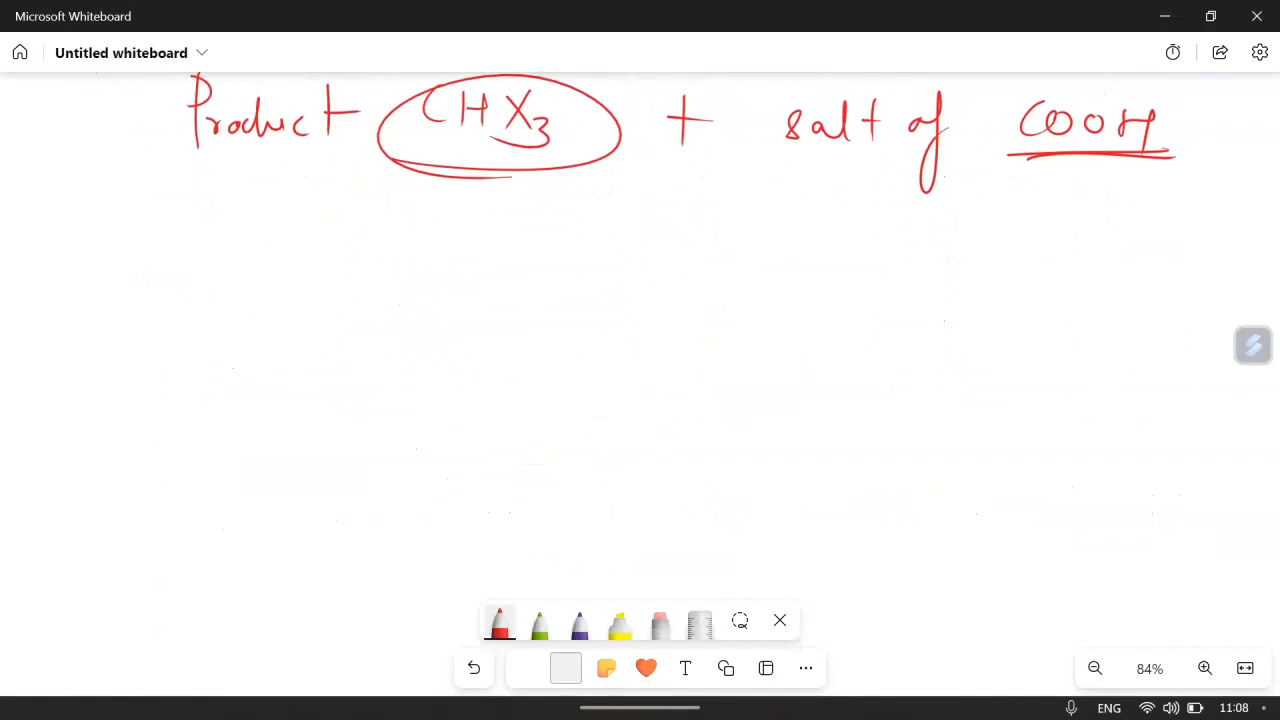 Microsoft Whiteboard
Untitled whiteboard
Product CHX3 + salt of COOH
T
84%
ENG
11:08